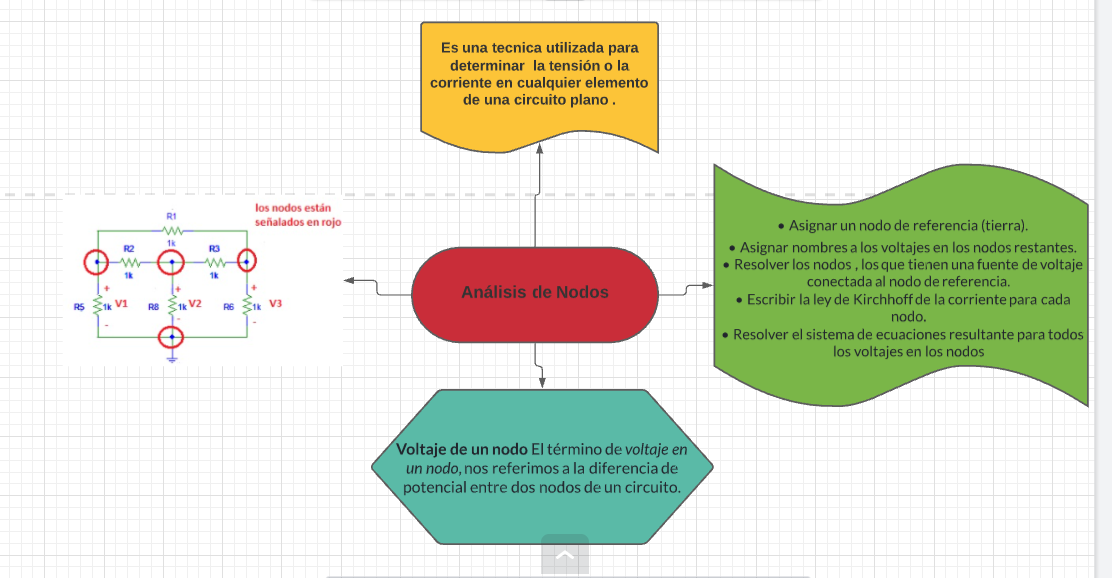 Es una tecnica utilizada para
determinar la tensión o la
corriente en cualquier elemento
de una circuito plano .
los nodos están
señalados en rojo
R1
1k
R2
1k
R3
1k
+
+
+
R5
1k
V1
R8
1k
V2
R6
1k
V3
-
-
-
Análisis de Nodos
• Asignar un nodo de referencia (tierra).
• Asignar nombres a los voltajes en los nodos restantes.
• Resolver los nodos , los que tienen una fuente de voltaje
conectada al nodo de referencia.
• Escribir la ley de Kirchhoff de la corriente para cada
nodo.
• Resolver el sistema de ecuaciones resultante para todos
los voltajes en los nodos
Voltaje de un nodo El término de voltaje en
un nodo, nos referimos a la diferencia de
potencial entre dos nodos de un circuito.